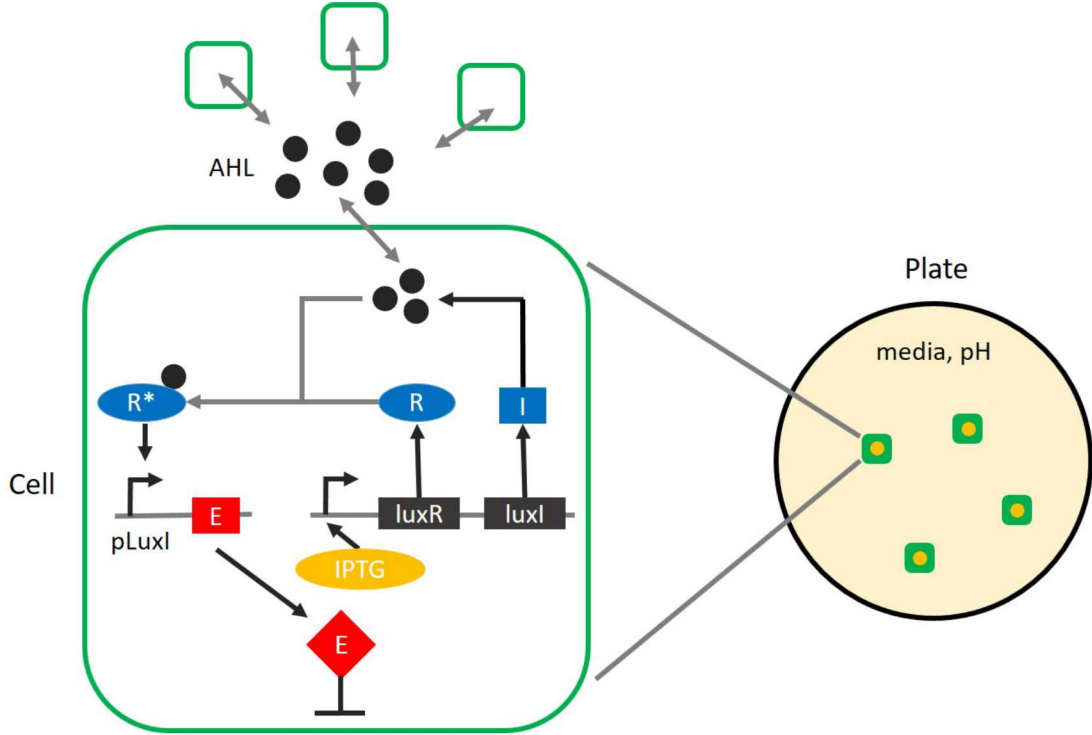 AHL
Plate
media, pH
R*
R
I
Cell
E
luxR
luxI
pLuxI
IPTG
E